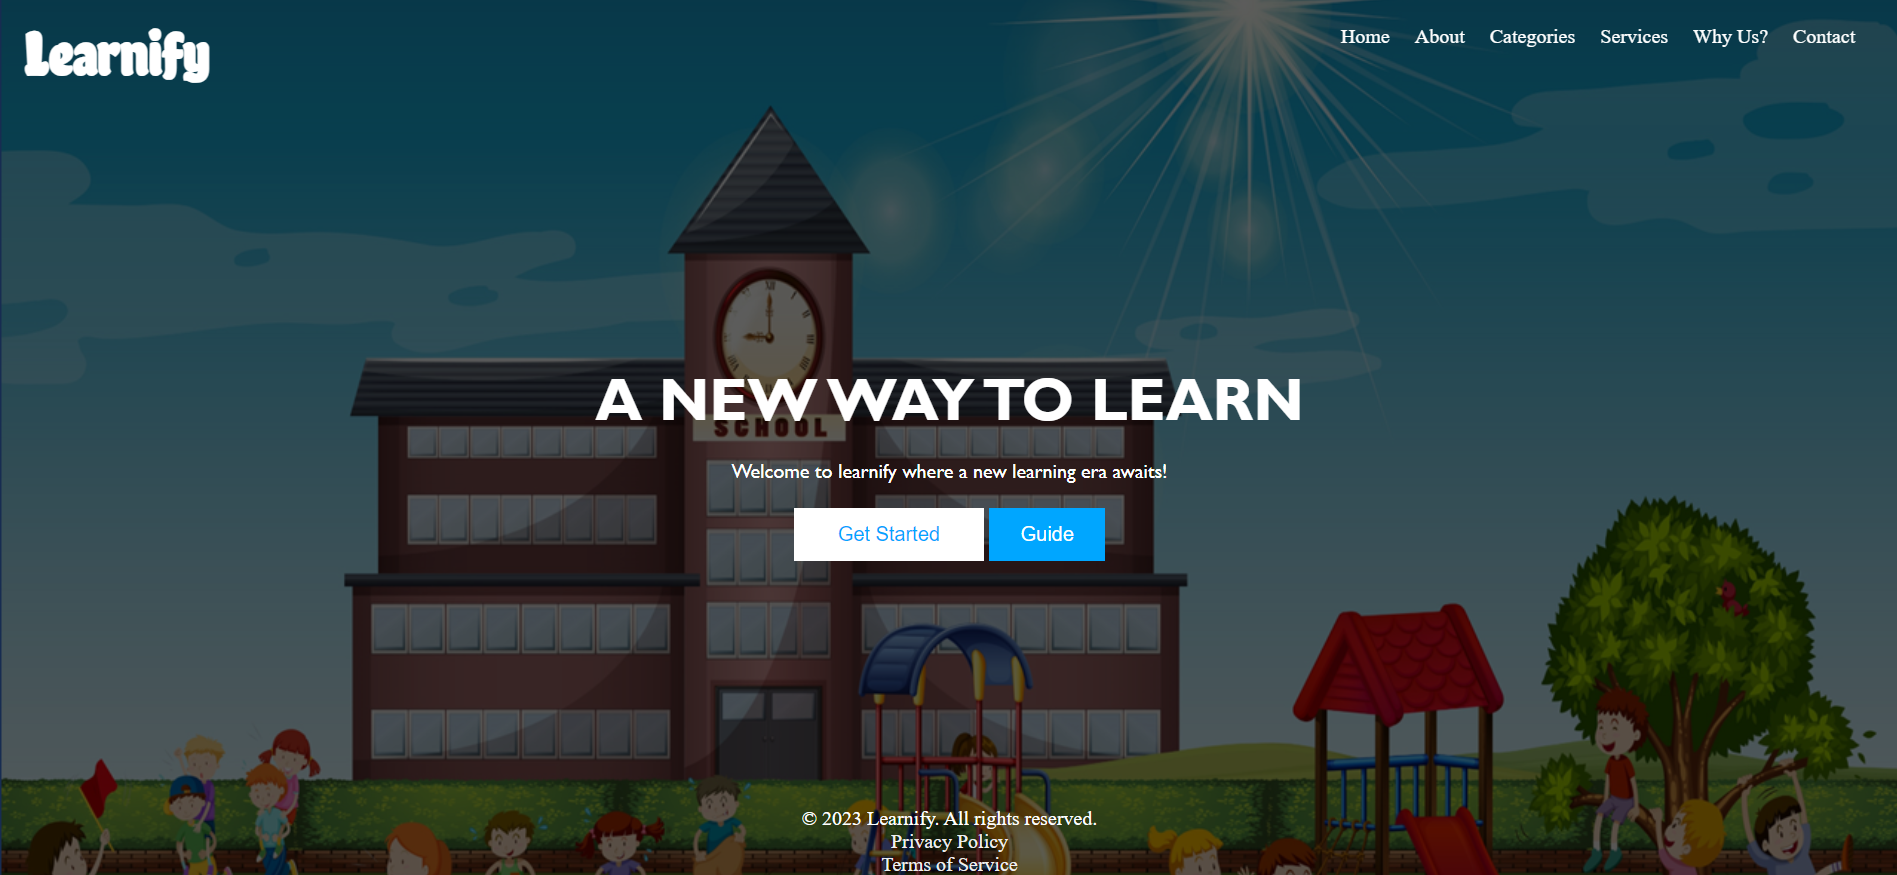 Learnify
Home About Categories Services Why Us? Contact
A NEW WAY TO LEARN
SCHOOL
Welcome to learnify where a new learning era awaits!
Get Started Guide
© 2023 Learnify. All rights reserved.
Privacy Policy
Terms of Service